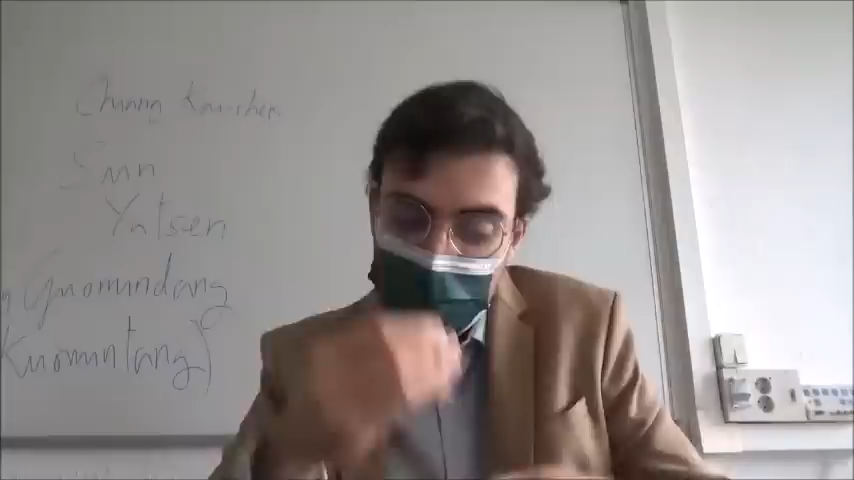 Chiang Kai-shek
Sun
Yatsen
Guomindang
Kuomintang)